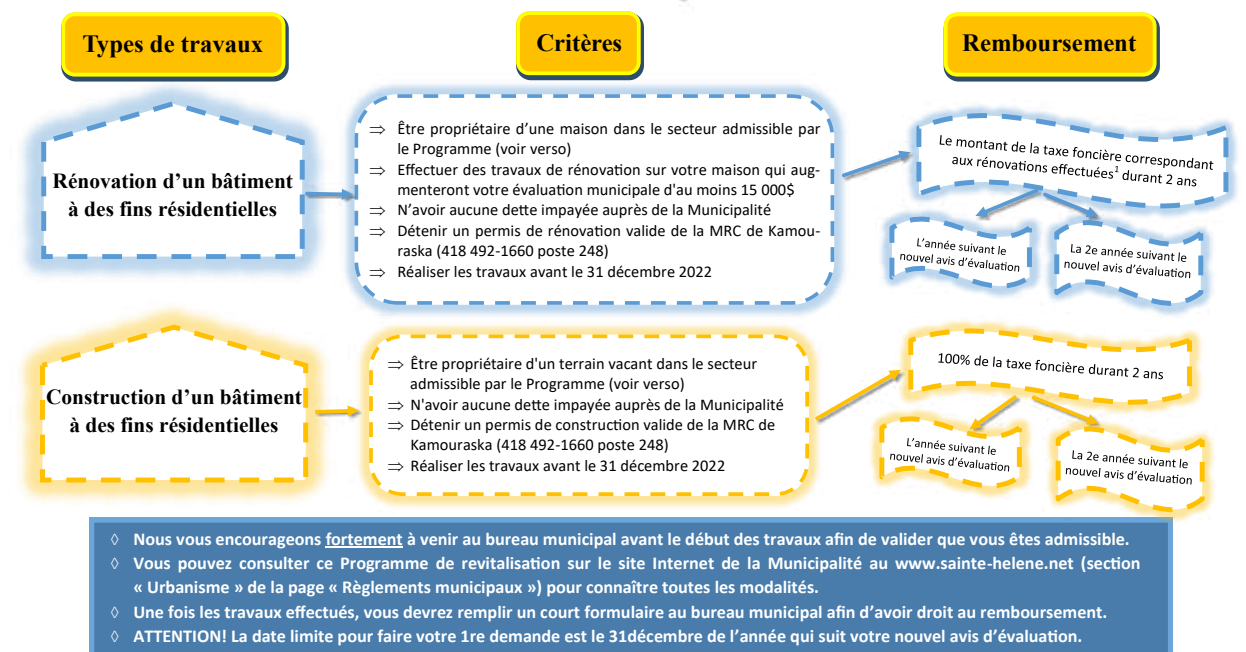 Types de travaux
Critères
Remboursement
Rénovation d'un bâtiment
à des fins résidentielles
⇒ Être propriétaire d'une maison dans le secteur admissible par
le Programme (voir verso)
⇒ Effectuer des travaux de rénovation sur votre maison qui aug-
menteront votre évaluation municipale d'au moins 15 000$
⇒ N'avoir aucune dette impayée auprès de la Municipalité
⇒ Détenir un permis de rénovation valide de la MRC de Kamou-
raska (418 492-1660 poste 248)
⇒ Réaliser les travaux avant le 31 décembre 2022
Le montant de la taxe foncière correspondant
aux rénovations effectuées¹ durant 2 ans
L'année suivant le
nouvel avis d'évaluation
La 2e année suivant le
nouvel avis d'évaluation
Construction d'un bâtiment
à des fins résidentielles
⇒ Être propriétaire d'un terrain vacant dans le secteur
admissible par le Programme (voir verso)
⇒ N'avoir aucune dette impayée auprès de la Municipalité
⇒ Détenir un permis de construction valide de la MRC de
Kamouraska (418 492-1660 poste 248)
⇒ Réaliser les travaux avant le 31 décembre 2022
100% de la taxe foncière durant 2 ans
L'année suivant le
nouvel avis d'évaluation
La 2e année suivant le
nouvel avis d'évaluation
◊ Nous vous encourageons fortement à venir au bureau municipal avant le début des travaux afin de valider que vous êtes admissible.
◊ Vous pouvez consulter ce Programme de revitalisation sur le site Internet de la Municipalité au www.sainte-helene.net (section
« Urbanisme » de la page « Règlements municipaux ») pour connaître toutes les modalités.
◊ Une fois les travaux effectués, vous devrez remplir un court formulaire au bureau municipal afin d'avoir droit au remboursement.
◊ ATTENTION! La date limite pour faire votre 1re demande est le 31décembre de l'année qui suit votre nouvel avis d'évaluation.